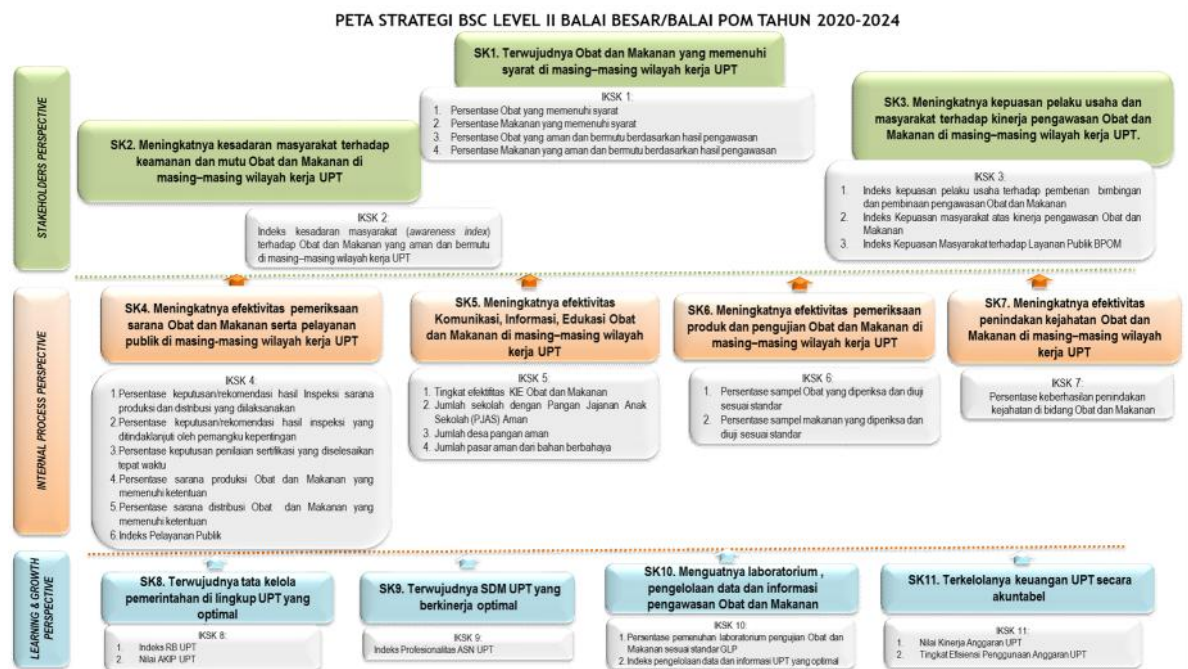 PETA STRATEGI BSC LEVEL II BALAI BESAR/BALAI POM TAHUN 2020-2024
STAKEHOLDERS PERSPECTIVE
SK1. Terwujudnya Obat dan Makanan yang memenuhi
syarat di masing–masing wilayah kerja UPT
IKSK 1:
1. Persentase Obat yang memenuhi syarat
2. Persentase Makanan yang memenuhi syarat
3. Persentase Obat yang aman dan bermutu berdasarkan hasil pengawasan
4. Persentase Makanan yang aman dan bermutu berdasarkan hasil pengawasan
SK2. Meningkatnya kesadaran masyarakat terhadap
keamanan dan mutu Obat dan Makanan di
masing–masing wilayah kerja UPT
IKSK 2:
Indeks kesadaran masyarakat (awareness index)
terhadap Obat dan Makanan yang aman dan bermutu
di masing–masing wilayah kerja UPT
SK3. Meningkatnya kepuasan pelaku usaha dan
masyarakat terhadap kinerja pengawasan Obat dan
Makanan di masing–masing wilayah kerja UPT.
IKSK 3:
1. Indeks kepuasan pelaku usaha terhadap pemberian bimbingan
dan pembinaan pengawasan Obat dan Makanan
2. Indeks Kepuasan masyarakat atas kinerja pengawasan Obat dan
Makanan
3. Indeks Kepuasan Masyarakat terhadap Layanan Publik BPOM
INTERNAL PROCESS PERSPECTIVE
SK4. Meningkatnya efektivitas pemeriksaan
sarana Obat dan Makanan serta pelayanan
publik di masing-masing wilayah kerja UPT
IKSK 4:
1. Persentase keputusan/rekomendasi hasil Inspeksi sarana
produksi dan distribusi yang dilaksanakan
2. Persentase keputusan/rekomendasi hasil inspeksi yang
ditindaklanjuti oleh pemangku kepentingan
3. Persentase keputusan penilaian sertifikasi yang diselesaikan
tepat waktu
4. Persentase sarana produksi Obat dan Makanan yang
memenuhi ketentuan
5. Persentase sarana distribusi Obat dan Makanan yang
memenuhi ketentuan
6. Indeks Pelayanan Publik
SK5. Meningkatnya efektivitas
Komunikasi, Informasi, Edukasi Obat
dan Makanan di masing–masing wilayah
kerja UPT
IKSK 5:
1. Tingkat efektifitas KIE Obat dan Makanan
2. Jumlah sekolah dengan Pangan Jajanan Anak
Sekolah (PJAS) Aman
3. Jumlah desa pangan aman
4. Jumlah pasar aman dari bahan berbahaya
SK6. Meningkatnya efektivitas pemeriksaan
produk dan pengujian Obat dan Makanan di
masing–masing wilayah kerja UPT
IKSK 6:
1. Persentase sampel Obat yang diperiksa dan diuji
sesuai standar
2. Persentase sampel makanan yang diperiksa dan
diuji sesuai standar
SK7. Meningkatnya efektivitas
penindakan kejahatan Obat dan
Makanan di masing–masing wilayah
kerja UPT
IKSK 7:
Persentase keberhasilan penindakan
kejahatan di bidang Obat dan Makanan
LEARNING & GROWTH
PERSPECTIVE
SK8. Terwujudnya tata kelola
pemerintahan di lingkup UPT yang
optimal
IKSK 8:
1. Indeks RB UPT
2. Nilai AKIP UPT
SK9. Terwujudnya SDM UPT yang
berkinerja optimal
IKSK 9:
Indeks Profesionalitas ASN UPT
SK10. Menguatnya laboratorium ,
pengelolaan data dan informasi
pengawasan Obat dan Makanan
IKSK 10:
1. Persentase pemenuhan laboratorium pengujian Obat dan
Makanan sesuai standar GLP
2. Indeks pengelolaan data dan informasi UPT yang optimal
SK11. Terkelolanya keuangan UPT secara
akuntabel
IKSK 11:
1. Nilai Kinerja Anggaran UPT
2. Tingkat Efisiensi Penggunaan Anggaran UPT